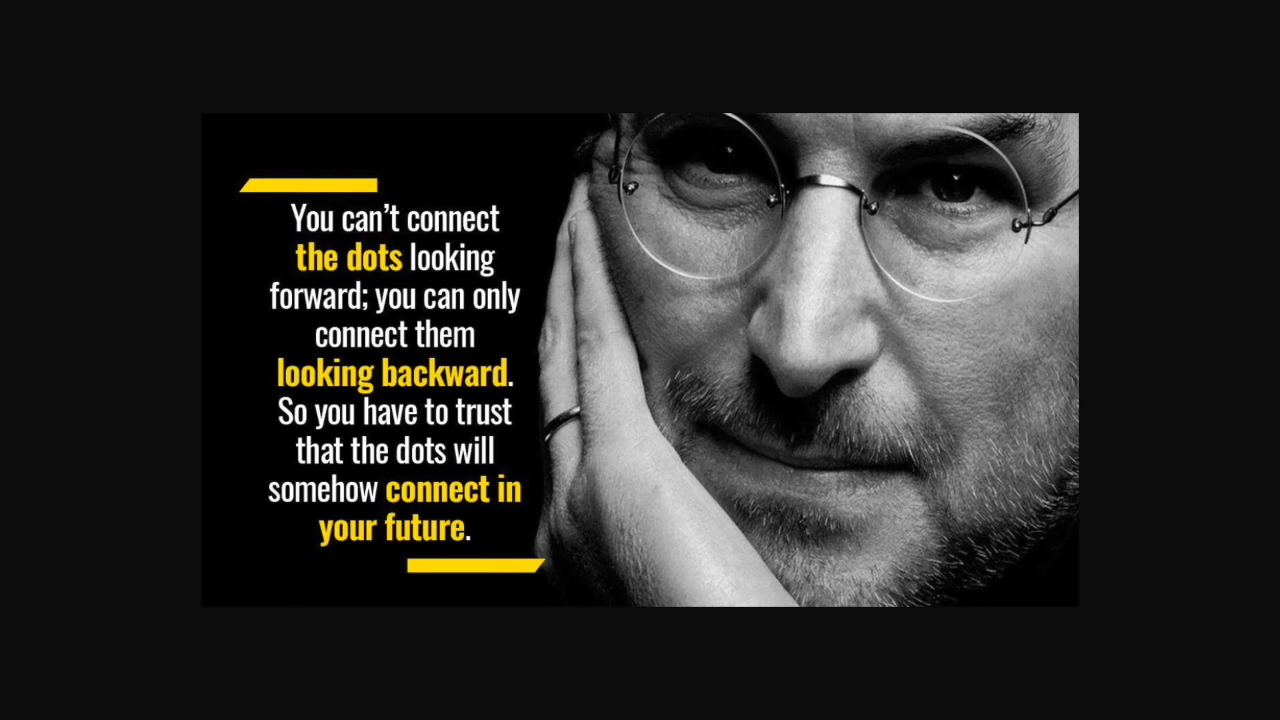 You can’t connect
the dots looking
forward; you can only
connect them
looking backward.
So you have to trust
that the dots will
somehow connect in
your future.